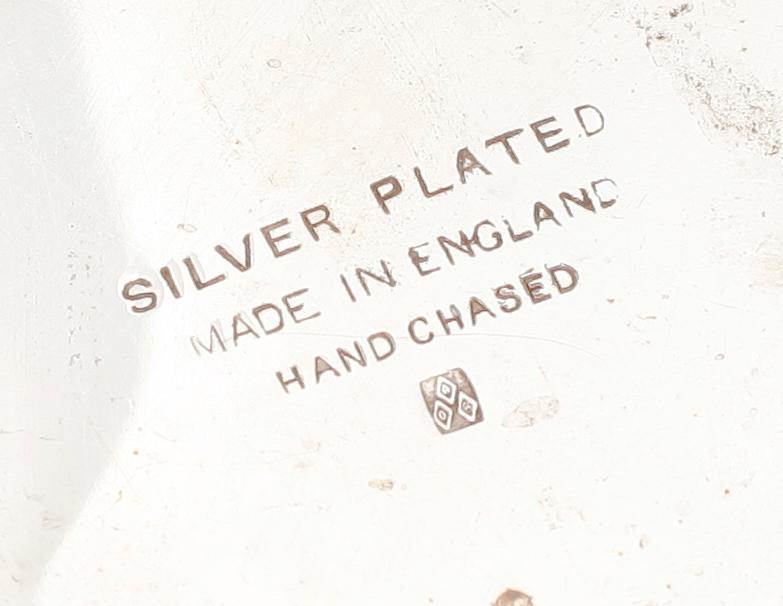 SILVER PLATED
MADE IN ENGLAND
HAND CHASED